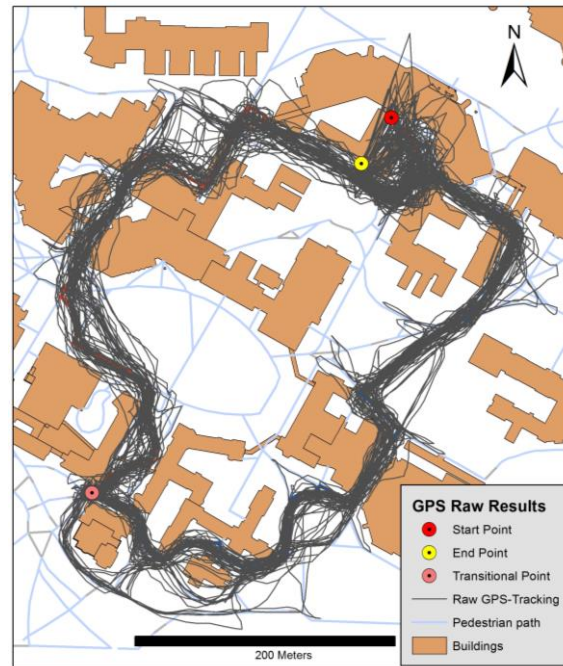 N
GPS Raw Results
Start Point
End Point
Transitional Point
Raw GPS-Tracking
Pedestrian path
Buildings
200 Meters